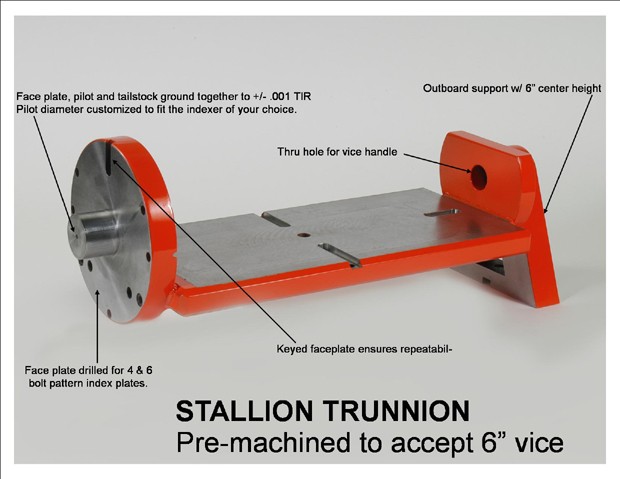 Face plate, pilot and tailstock ground together to +/- .001 TIR
Pilot diameter customized to fit the indexer of your choice.
Outboard support w/ 6” center height
Thru hole for vice handle
Keyed faceplate ensures repeatabil-
Face plate drilled for 4 & 6
bolt pattern index plates.
STALLION TRUNNION
Pre-machined to accept 6” vice